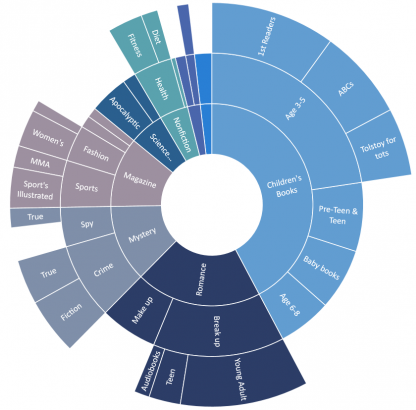 1st Readers
ABCs
Tolstoy for
tots
Age 3-5
Children's
Books
Pre-Teen &
Teen
Baby books
Age 6-8
Romance
Break up
Make up
Young Adult
Teen
Audiobooks
Mystery
Crime
Fiction
True
Spy
True
Magazine
Sports
Sport's
Illustrated
MMA
Women's
Fashion
Science...
Apocalyptic
Nonfiction
Health
Fitness
Diet